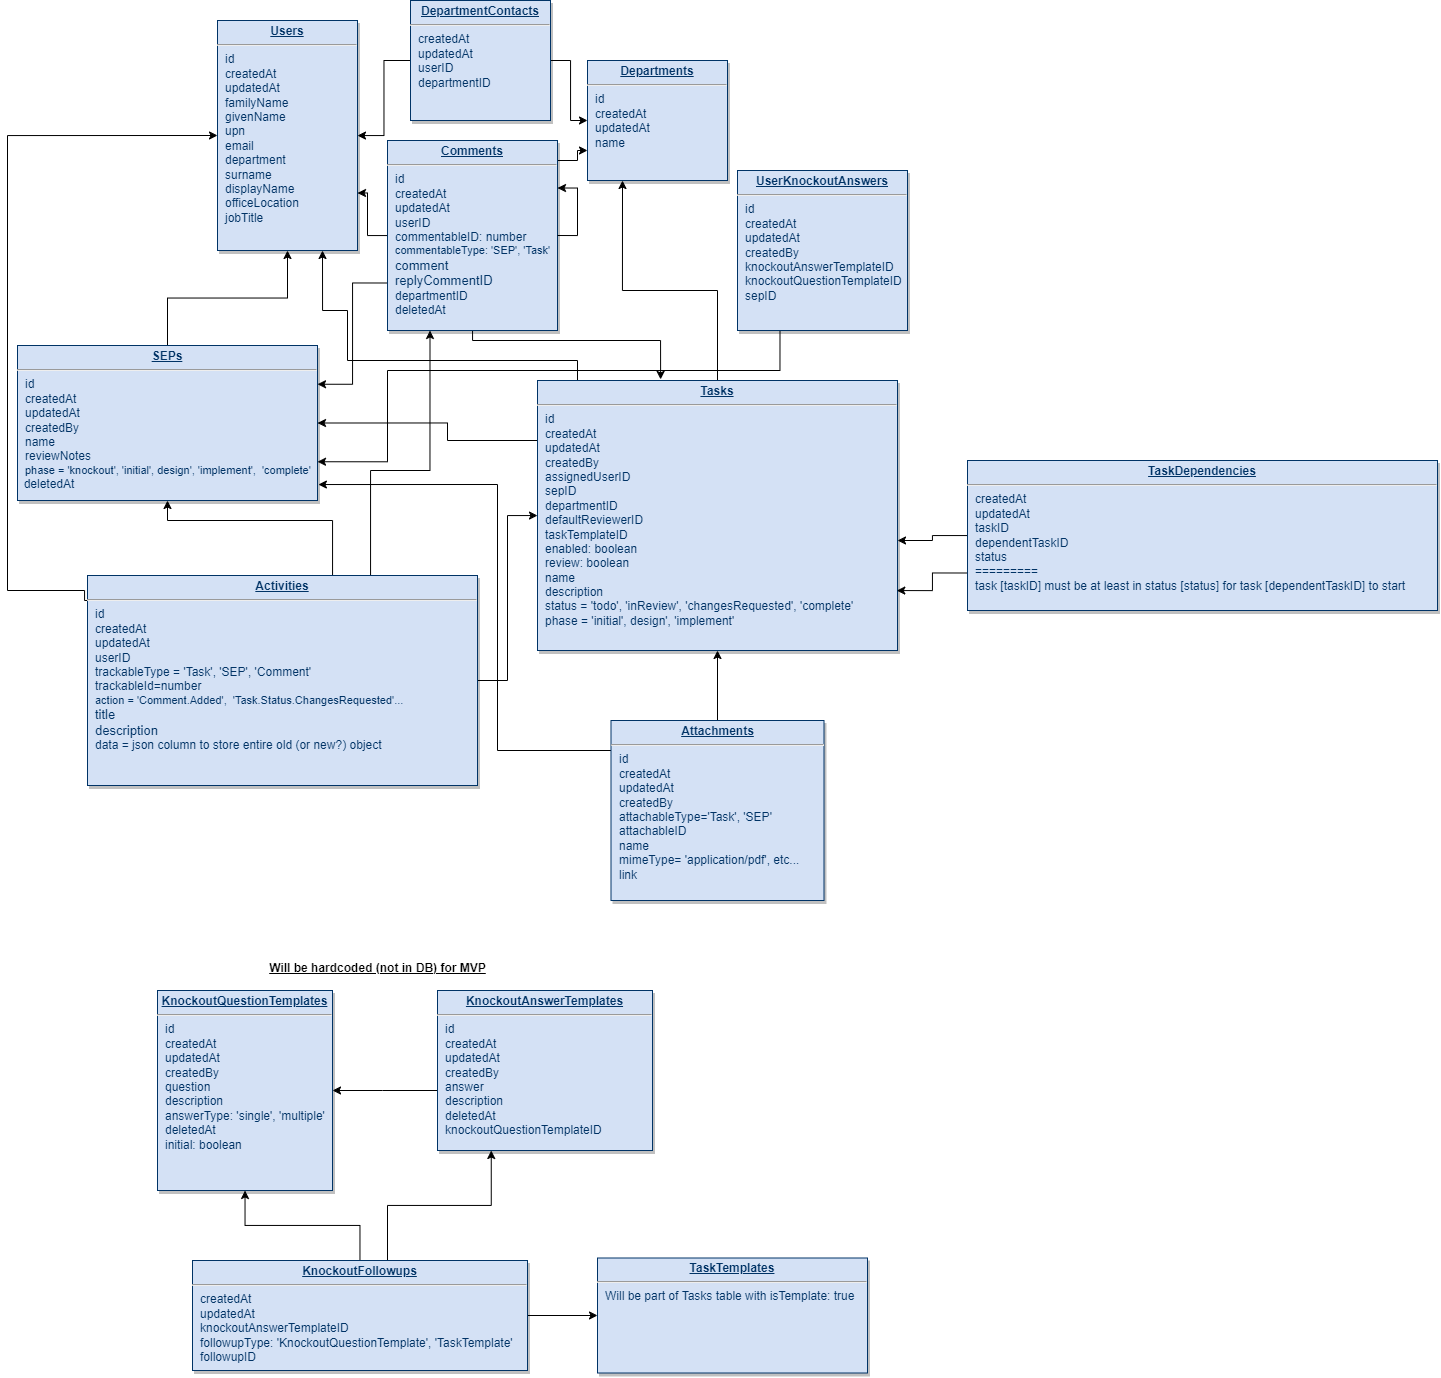 DepartmentContacts
createdAt
updatedAt
userID
departmentID
Users
id
createdAt
updatedAt
familyName
givenName
upn
email
department
surname
displayName
officeLocation
jobTitle
Departments
id
createdAt
updatedAt
name
Comments
id
createdAt
updatedAt
userID
commentableID: number
commentableType: 'SEP', 'Task'
comment
replyCommentID
departmentID
deletedAt
UserKnockoutAnswers
id
createdAt
updatedAt
createdBy
knockoutAnswerTemplateID
knockoutQuestionTemplateID
sepID
SEPs
id
createdAt
updatedAt
createdBy
name
reviewNotes
phase = 'knockout', 'initial', design', 'implement',  'complete'
deletedAt
Tasks
id
createdAt
updatedAt
createdBy
assignedUserID
sepID
departmentID
defaultReviewerID
taskTemplateID
enabled: boolean
review: boolean
name
description
status = 'todo', 'inReview', 'changesRequested', 'complete'
phase = 'initial', design', 'implement'
TaskDependencies
createdAt
updatedAt
taskID
dependentTaskID
status
=========
task [taskID] must be at least in status [status] for task [dependentTaskID] to start
Activities
id
createdAt
updatedAt
userID
trackableType = 'Task', 'SEP', 'Comment'
trackableId=number
action = 'Comment.Added',  'Task.Status.ChangesRequested'...
title
description
data = json column to store entire old (or new?) object
Attachments
id
createdAt
updatedAt
createdBy
attachableType='Task', 'SEP'
attachableID
name
mimeType= 'application/pdf', etc...
link
Will be hardcoded (not in DB) for MVP
KnockoutQuestionTemplates
id
createdAt
updatedAt
createdBy
question
description
answerType: 'single', 'multiple'
deletedAt
initial: boolean
KnockoutAnswerTemplates
id
createdAt
updatedAt
createdBy
answer
description
deletedAt
knockoutQuestionTemplateID
KnockoutFollowups
createdAt
updatedAt
knockoutAnswerTemplateID
followupType: 'KnockoutQuestionTemplate', 'TaskTemplate'
followupID
TaskTemplates
Will be part of Tasks table with isTemplate: true